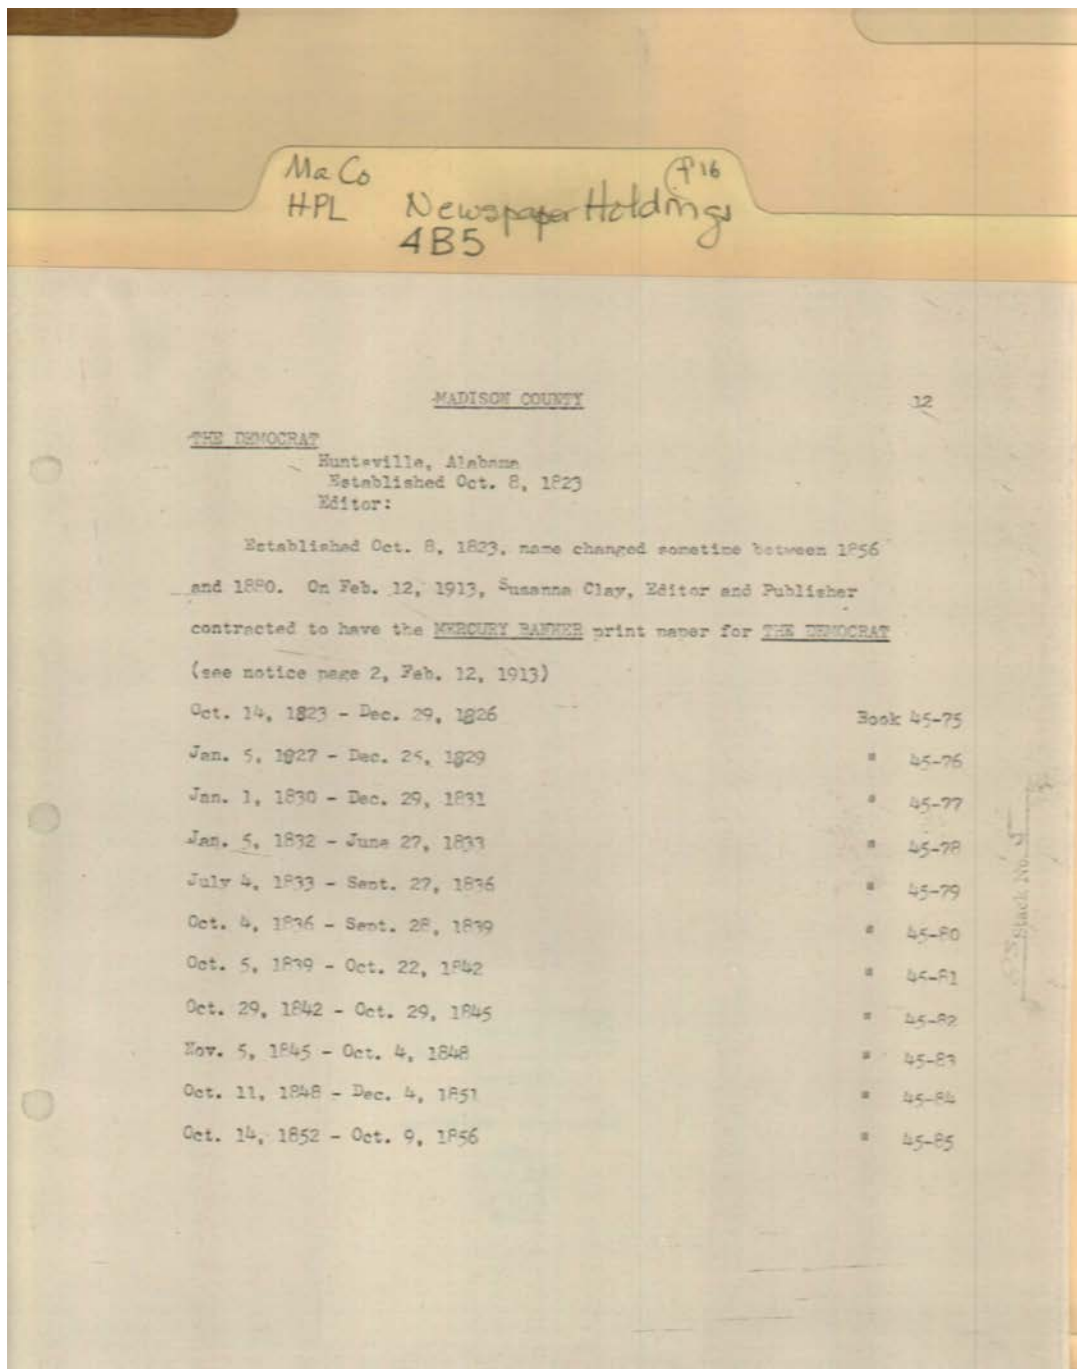 Ma Co
f16
HPL Newspaper Holdings
4B5
MADISON COUNTY 12
THE DEMOCRAT
Huntsville, Alabama
Established Oct. 8, 1823
Editor:
Established Oct. 8, 1823, name changed sometime between 1856
and 1880. On Feb. 12, 1913, Susanna Clay, Editor and Publisher
contracted to have the MERCURY BANNER print paper for THE DEMOCRAT
(see notice page 2, Feb. 12, 1913)
Oct. 14, 1823 - Dec. 29, 1826 Book 45-75
Jan. 5, 1827 - Dec. 25, 1829 " 45-76
Jan. 1, 1830 - Dec. 29, 1831 " 45-77
Jan. 5, 1832 - June 27, 1833 " 45-78
July 4, 1833 - Sept. 27, 1836 " 45-79
Oct. 4, 1836 - Sept. 28, 1839 " 45-80
Oct. 5, 1839 - Oct. 22, 1842 " 45-81
Oct. 29, 1842 - Oct. 29, 1845 " 45-82
Nov. 5, 1845 - Oct. 4, 1848 " 45-83
Oct. 11, 1848 - Dec. 4, 1851 " 45-84
Oct. 14, 1852 - Oct. 9, 1856 " 45-85
Stack No. 5